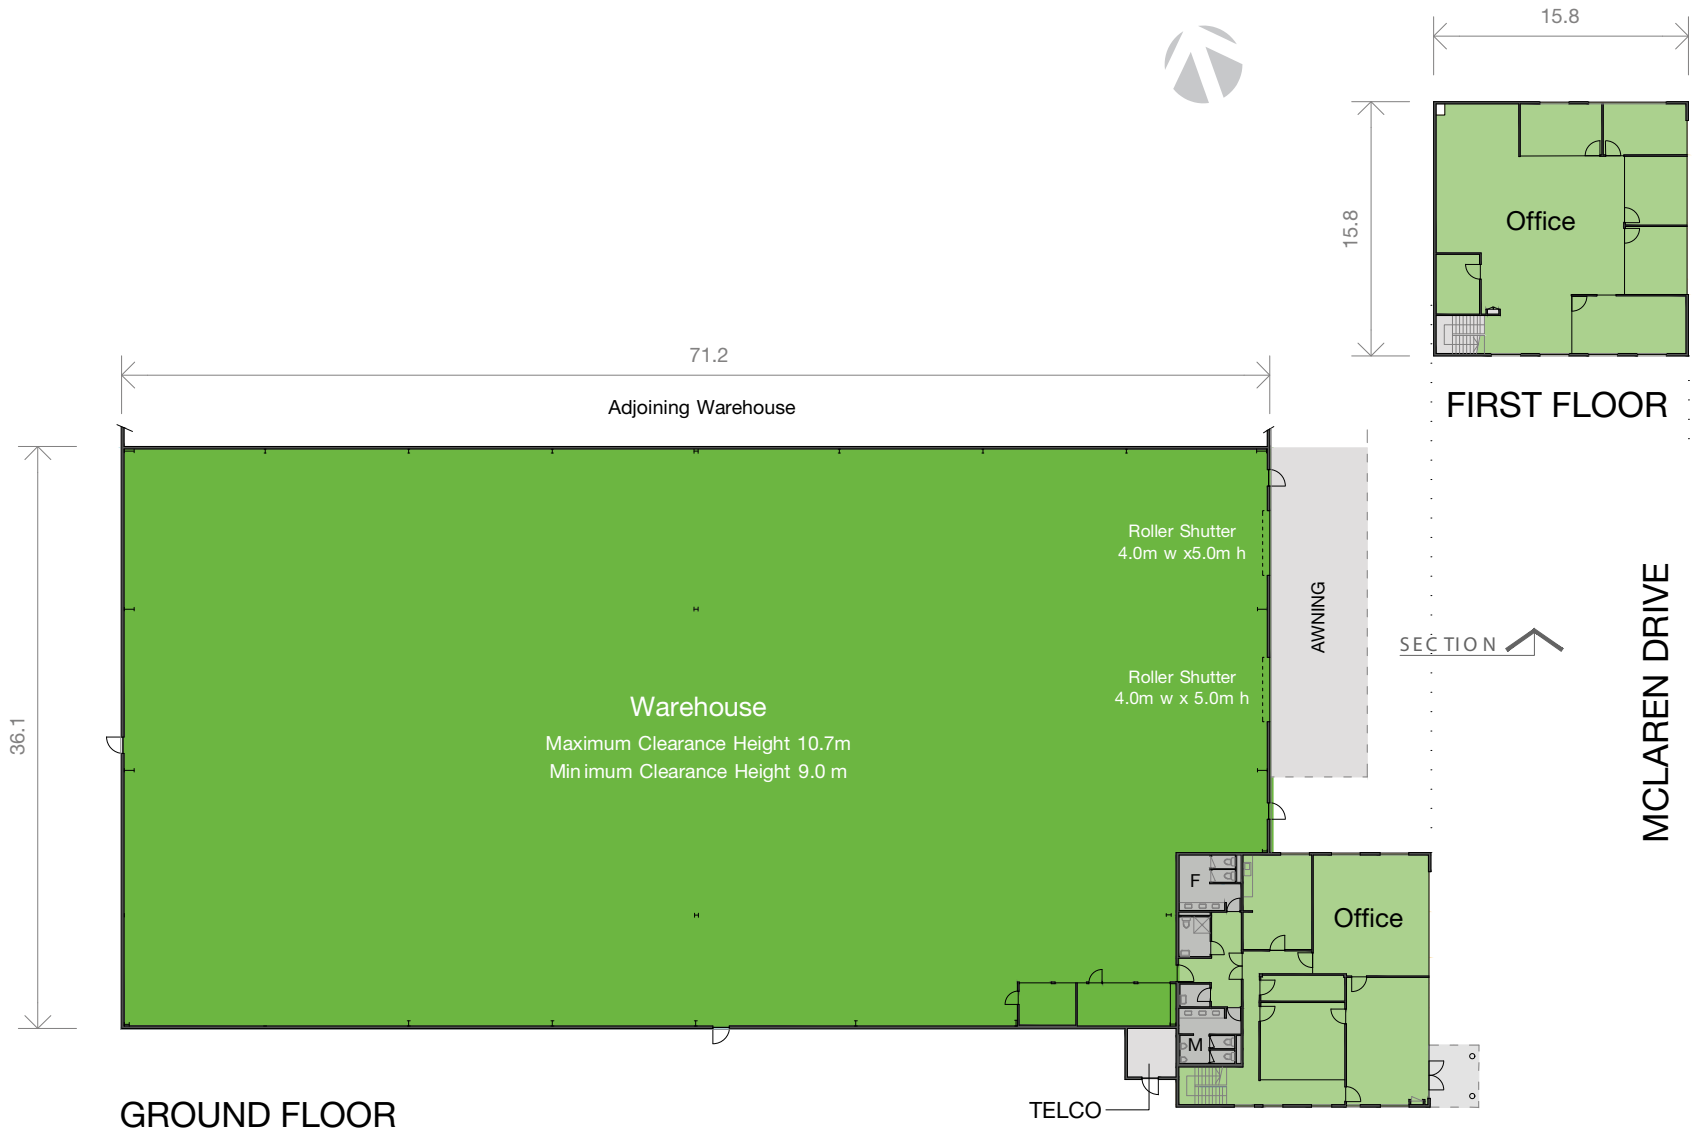 15.8
15.8
Office
FIRST FLOOR
71.2
Adjoining Warehouse
36.1
Roller Shutter
4.0m w x5.0m h
AWNING
SECTION
MCLAREN DRIVE
Roller Shutter
4.0m w x 5.0m h
Warehouse
Maximum Clearance Height 10.7m
Minimum Clearance Height 9.0 m
F
Office
M
TELCO
GROUND FLOOR